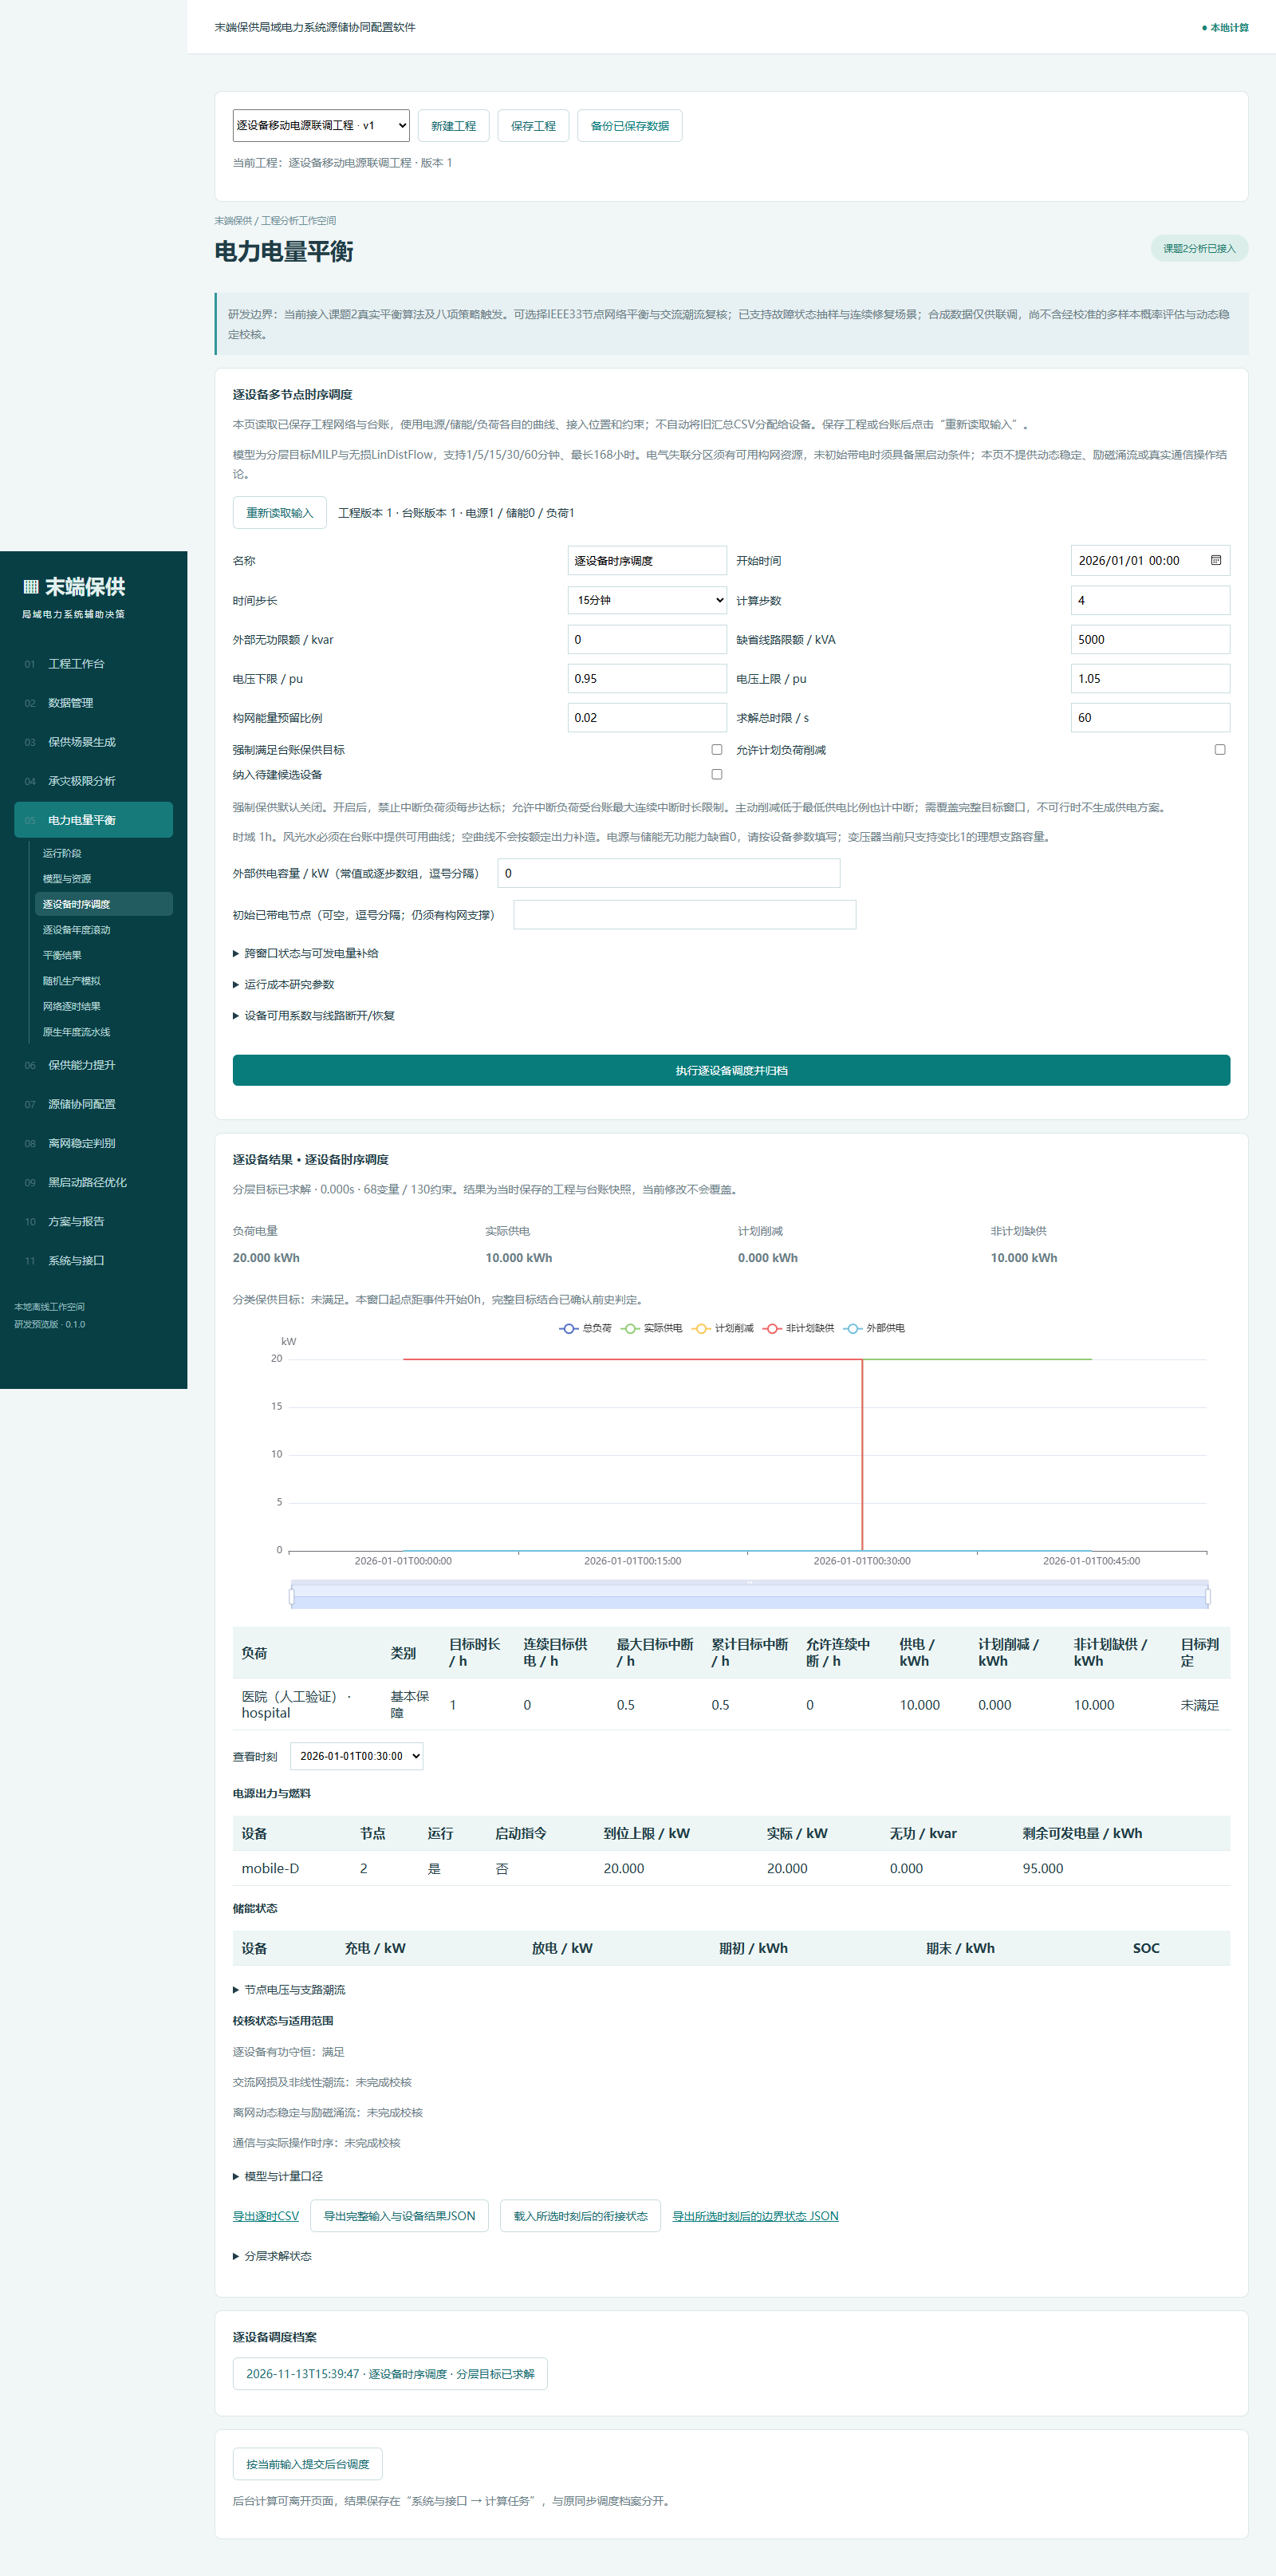 末端保供局域电力系统源储协同配置软件
● 本地计算
逐设备移动电源联调工程 · v1
新建工程
保存工程
备份已保存数据
当前工程：逐设备移动电源联调工程 · 版本 1
末端保供 / 工程分析工作空间
电力电量平衡
课题2分析已接入
研发边界：当前接入课题2真实平衡算法及八项策略触发。可选择IEEE33节点网络平衡与交流潮流复核；已支持故障状态抽样与连续修复场景；合成数据仅供联调，尚不含经校准的多样本概率评估与动态稳
定校核。
逐设备多节点时序调度
本页读取已保存工程网络与台账，使用电源/储能/负荷各自的曲线、接入位置和约束；不自动将旧汇总CSV分配给设备。保存工程或台账后点击“重新读取输入”。
模型为分层目标MILP与无损LinDistFlow，支持1/5/15/30/60分钟、最长168小时。电气失联分区须有可用构网资源，未初始带电时须具备黑启动条件；本页不提供动态稳定、励磁涌流或真实通信操作结
论。
重新读取输入
工程版本 1 · 台账版本 1 · 电源1 / 储能0 / 负荷1
名称
逐设备时序调度
开始时间
2026/01/01 00:00
时间步长
15分钟
计算步数
4
外部无功限额 / kvar
0
缺省线路限额 / kVA
5000
电压下限 / pu
0.95
电压上限 / pu
1.05
构网能量预留比例
0.02
求解总时限 / s
60
强制满足台账保供目标
允许计划负荷削减
纳入待建候选设备
强制保供默认关闭。开启后，禁止中断负荷须每步达标；允许中断负荷受台账最大连续中断时长限制。主动削减低于最低供电比例也计中断；需覆盖完整目标窗口，不可行时不生成供电方案。
时域 1h。风光水必须在台账中提供可用曲线；空曲线不会按额定出力补造。电源与储能无功能力缺省0，请按设备参数填写；变压器当前只支持变比1的理想支路容量。
外部供电容量 / kW（常值或逐步数组，逗号分隔）
0
初始已带电节点（可空，逗号分隔；仍须有构网支撑）
▶ 跨窗口状态与可发电量补给
▶ 运行成本研究参数
▶ 设备可用系数与线路断开/恢复
执行逐设备调度并归档
▦ 末端保供
局域电力系统辅助决策
01 工程工作台
02 数据管理
03 保供场景生成
04 承灾极限分析
05 电力电量平衡
运行阶段
模型与资源
逐设备时序调度
逐设备年度滚动
平衡结果
随机生产模拟
网络逐时结果
原生年度流水线
06 保供能力提升
07 源储协同配置
08 离网稳定判别
09 黑启动路径优化
10 方案与报告
11 系统与接口
本地离线工作空间
研发预览版 · 0.1.0
逐设备结果 • 逐设备时序调度
分层目标已求解 · 0.000s · 68变量 / 130约束。结果为当时保存的工程与台账快照，当前修改不会覆盖。
负荷电量
实际供电
计划削减
非计划缺供
20.000 kWh
10.000 kWh
0.000 kWh
10.000 kWh
分类保供目标：未满足。本窗口起点距事件开始0h，完整目标结合已确认前史判定。
总负荷
实际供电
计划削减
非计划缺供
外部供电
kW
20
15
10
5
0
2026-01-01T00:00:00
2026-01-01T00:15:00
2026-01-01T00:30:00
2026-01-01T00:45:00
负荷 类别 目标时长 / h 连续目标供电 / h 最大目标中断 / h 累计目标中断 / h 允许连续中断 / h 供电 / kWh 计划削减 / kWh 非计划缺供 / kWh 目标判定
医院（人工验证） · hospital 基本保障 1 0 0.5 0.5 0 10.000 0.000 10.000 未满足
查看时刻
2026-01-01T00:30:00
电源出力与燃料
设备 节点 运行 启动指令 到位上限 / kW 实际 / kW 无功 / kvar 剩余可发电量 / kWh
mobile-D 2 是 否 20.000 20.000 0.000 95.000
储能状态
设备 充电 / kW 放电 / kW 期初 / kWh 期末 / kWh SOC
▶ 节点电压与支路潮流
校核状态与适用范围
逐设备有功守恒：满足
交流网损及非线性潮流：未完成校核
离网动态稳定与励磁涌流：未完成校核
通信与实际操作时序：未完成校核
▶ 模型与计量口径
导出逐时CSV
导出完整输入与设备结果JSON
载入所选时刻后的衔接状态
导出所选时刻后的边界状态 JSON
▶ 分层求解状态
逐设备调度档案
2026-11-13T15:39:47 · 逐设备时序调度 · 分层目标已求解
按当前输入提交后台调度
后台计算可离开页面，结果保存在“系统与接口 → 计算任务”，与原同步调度档案分开。